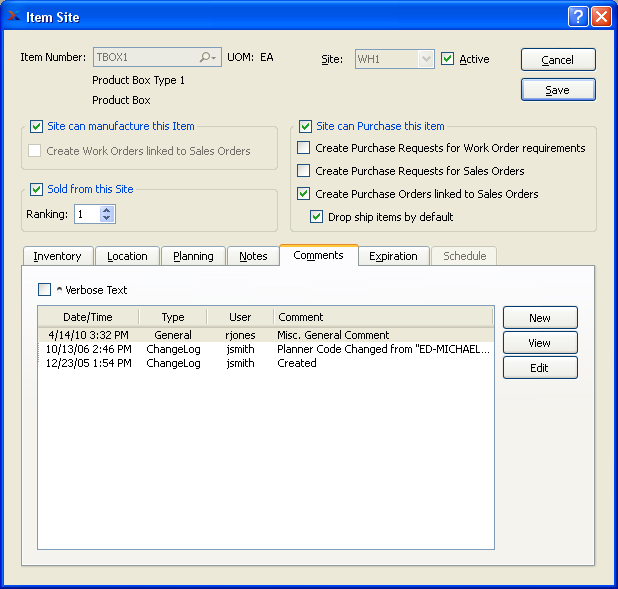 Item Site
Item Number: TBOX1 UOM: EA Site: WH1 Active Cancel
Product Box Type 1
Product Box Save
Site can manufacture this Item
Create Work Orders linked to Sales Orders
Sold from this Site
Ranking: 1
Site can Purchase this item
Create Purchase Requests for Work Order requirements
Create Purchase Requests for Sales Orders
Create Purchase Orders linked to Sales Orders
Drop ship items by default
Inventory Location Planning Notes Comments Expiration Schedule
^ Verbose Text
Date/Time Type User Comment
4/14/10 3:32 PM General rjones Misc. General Comment
10/13/06 2:46 PM ChangeLog jsmith Planner Code Changed from "ED-MICHAEL...
12/23/05 1:54 PM ChangeLog jsmith Created
New
View
Edit